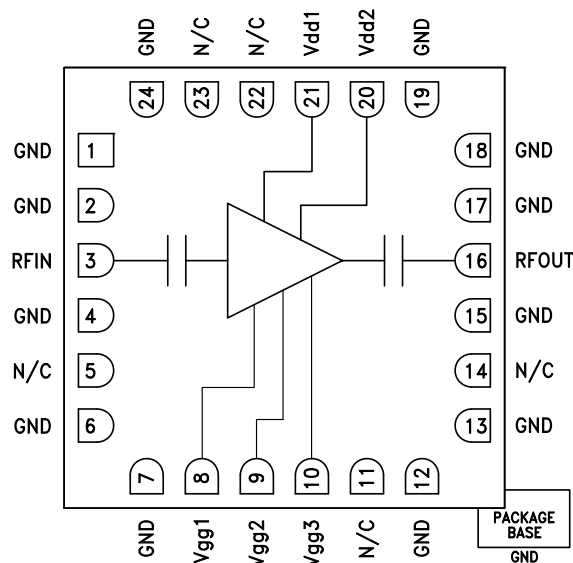 GND N/C N/C Vdd1 Vdd2 GND
24 23 22 21 20 19
GND 1 18 GND
GND 2 17 GND
RFIN 3 16 RFOUT
GND 4 15 GND
N/C 5 14 N/C
GND 6 13 GND
7 8 9 10 11 12
GND Vgg1 Vgg2 Vgg3 N/C GND
PACKAGE
BASE
GND